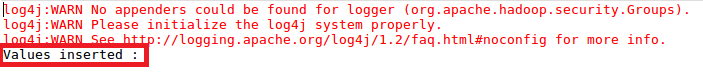 log4j:WARN No appenders could be found for logger (org.apache.hadoop.security.Groups).
log4j:WARN Please initialize the log4j system properly.
log4j:WARN See http://logging.apache.org/log4j/1.2/faq.html#noconfig for more info.
Values inserted :